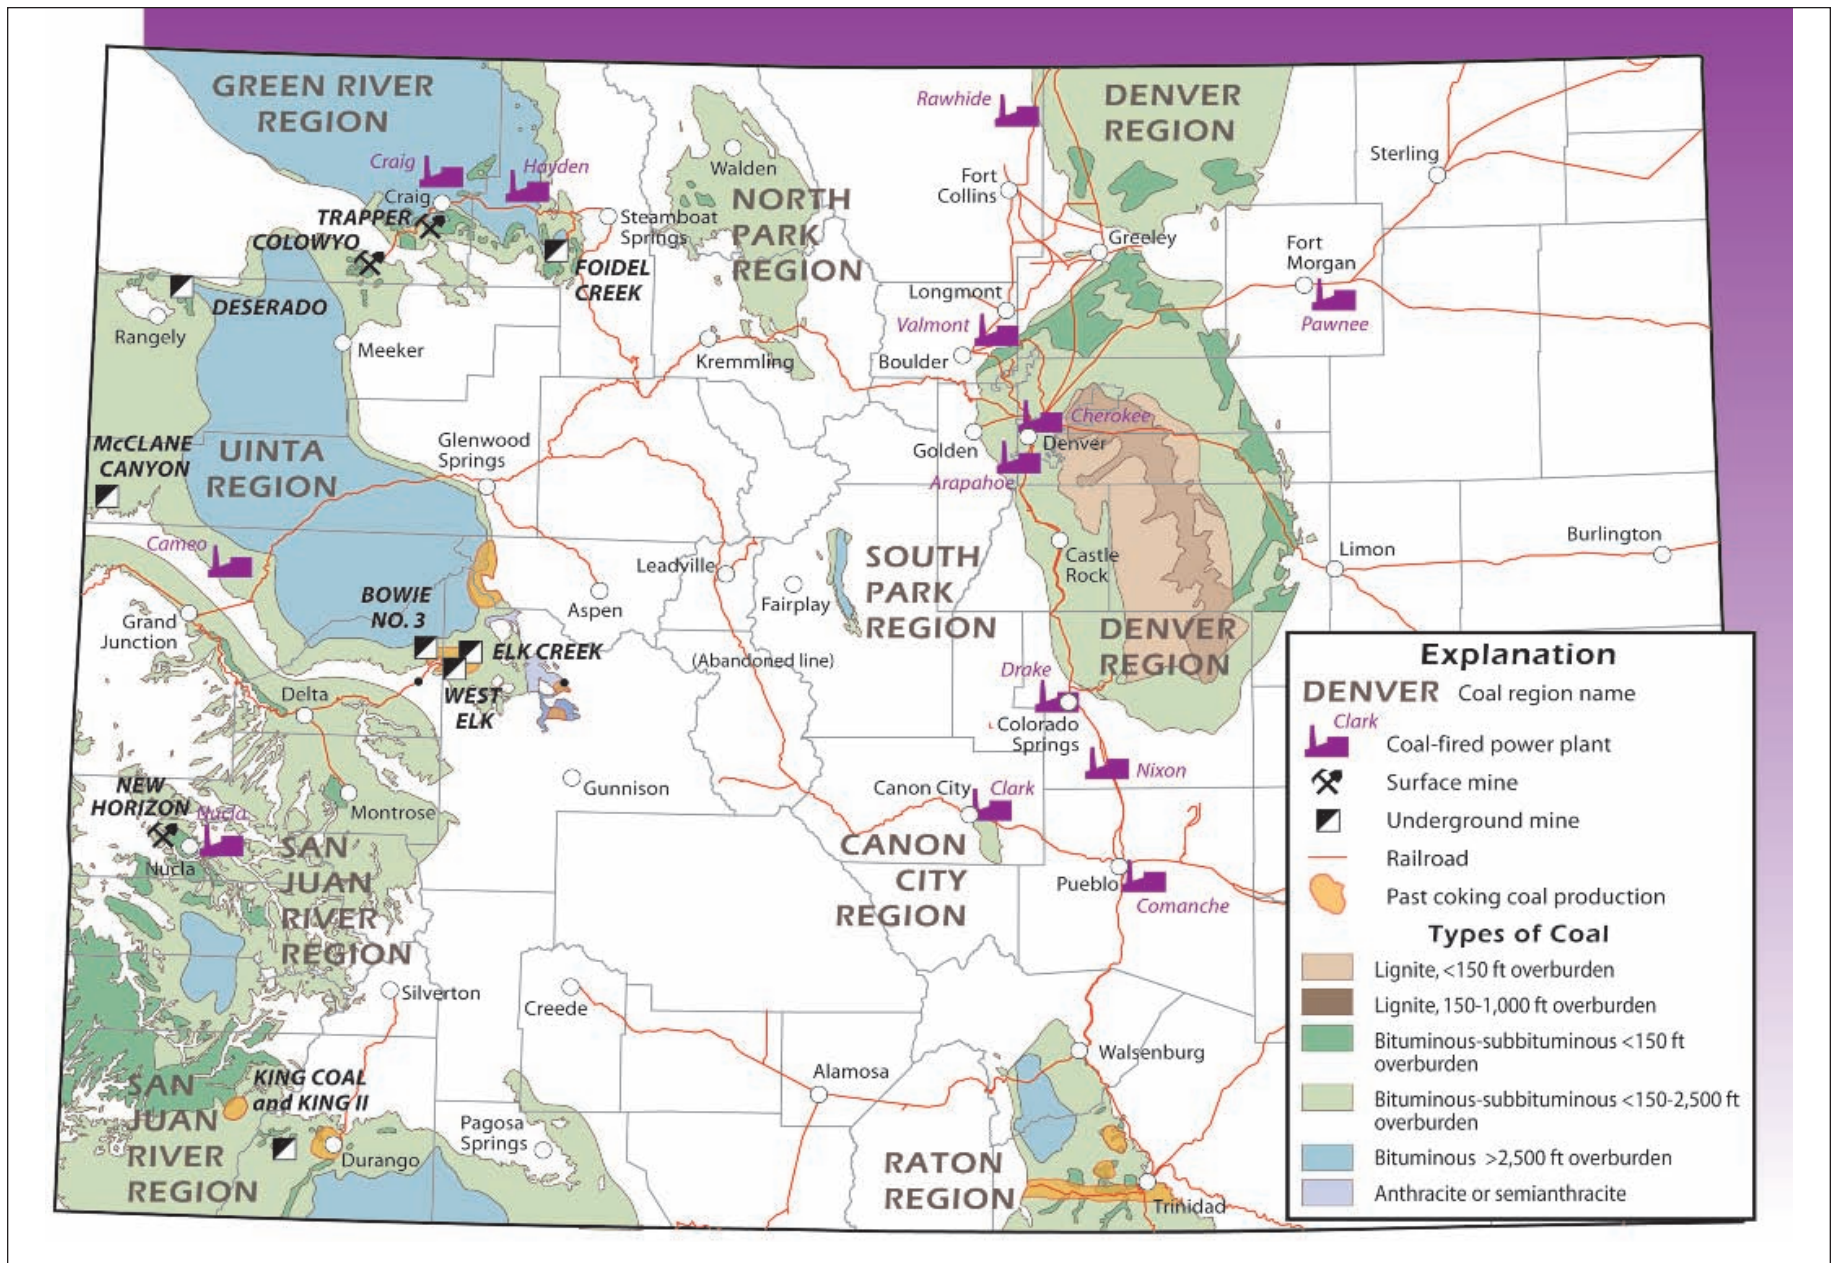 GREEN RIVER
REGION
DENVER
REGION
Rawhide
Craig
Hayden
Walden
Sterling
Fort
Collins
NORTH
PARK
REGION
Craig
TRAPPER
COLOWYO
Steamboat
Springs
Greeley
Fort
Morgan
FOIDEL
CREEK
DESERADO
Longmont
Rangely
Valmont
Pawnee
Meeker
Kremmling
Boulder
Cherokee
McCLANE
CANYON
UINTA
REGION
Glenwood
Springs
Golden
Denver
Arapahoe
Cameo
Leadville
SOUTH
PARK
REGION
Castle
Rock
Limon
Burlington
BOWIE
NO. 3
Aspen
Fairplay
Grand
Junction
ELK CREEK
(Abandoned line)
DENVER
REGION
Delta
WEST
ELK
Drake
Colorado
Springs
NEW
HORIZON
Nucla
Gunnison
Canon City
Clark
Nixon
Montrose
Nucla
SAN
JUAN
RIVER
REGION
CANON
CITY
REGION
Pueblo
Comanche
Silverton
Creede
Walsenburg
Alamosa
KING COAL
and KING II
SAN
JUAN
RIVER
REGION
Pagosa
Springs
Durango
RATON
REGION
Trinidad
Explanation
DENVER Coal region name
Clark
Coal-fired power plant
Surface mine
Underground mine
Railroad
Past coking coal production
Types of Coal
Lignite, <150 ft overburden
Lignite, 150-1,000 ft overburden
Bituminous-subbituminous <150 ft
overburden
Bituminous-subbituminous <150-2,500 ft
overburden
Bituminous >2,500 ft overburden
Anthracite or semianthracite